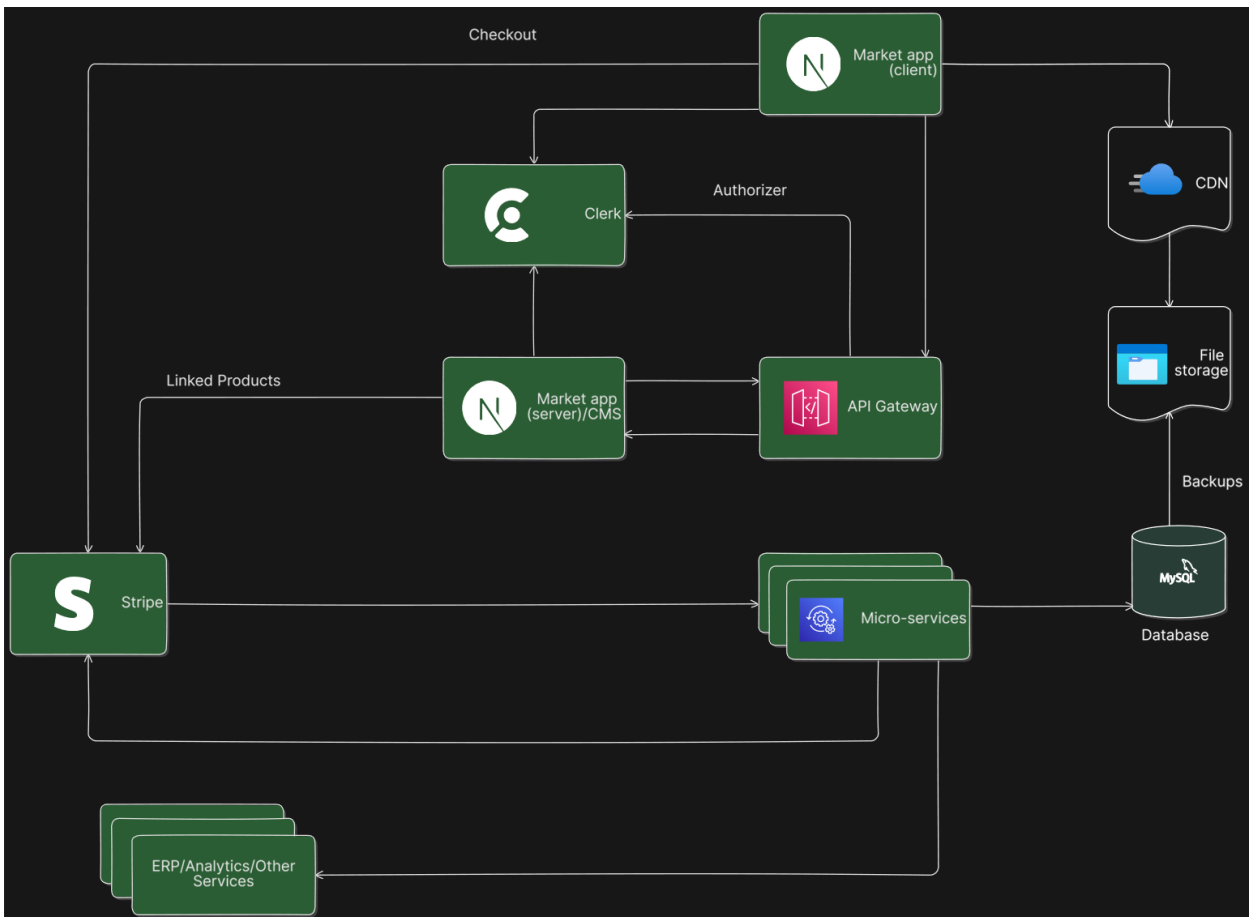 Checkout
Market app
(client)
CDN
Clerk
Authorizer
File
storage
Linked Products
Market app
(server)/CMS
API Gateway
Backups
Stripe
Micro-services
MySQL
Database
ERP/Analytics/Other
Services